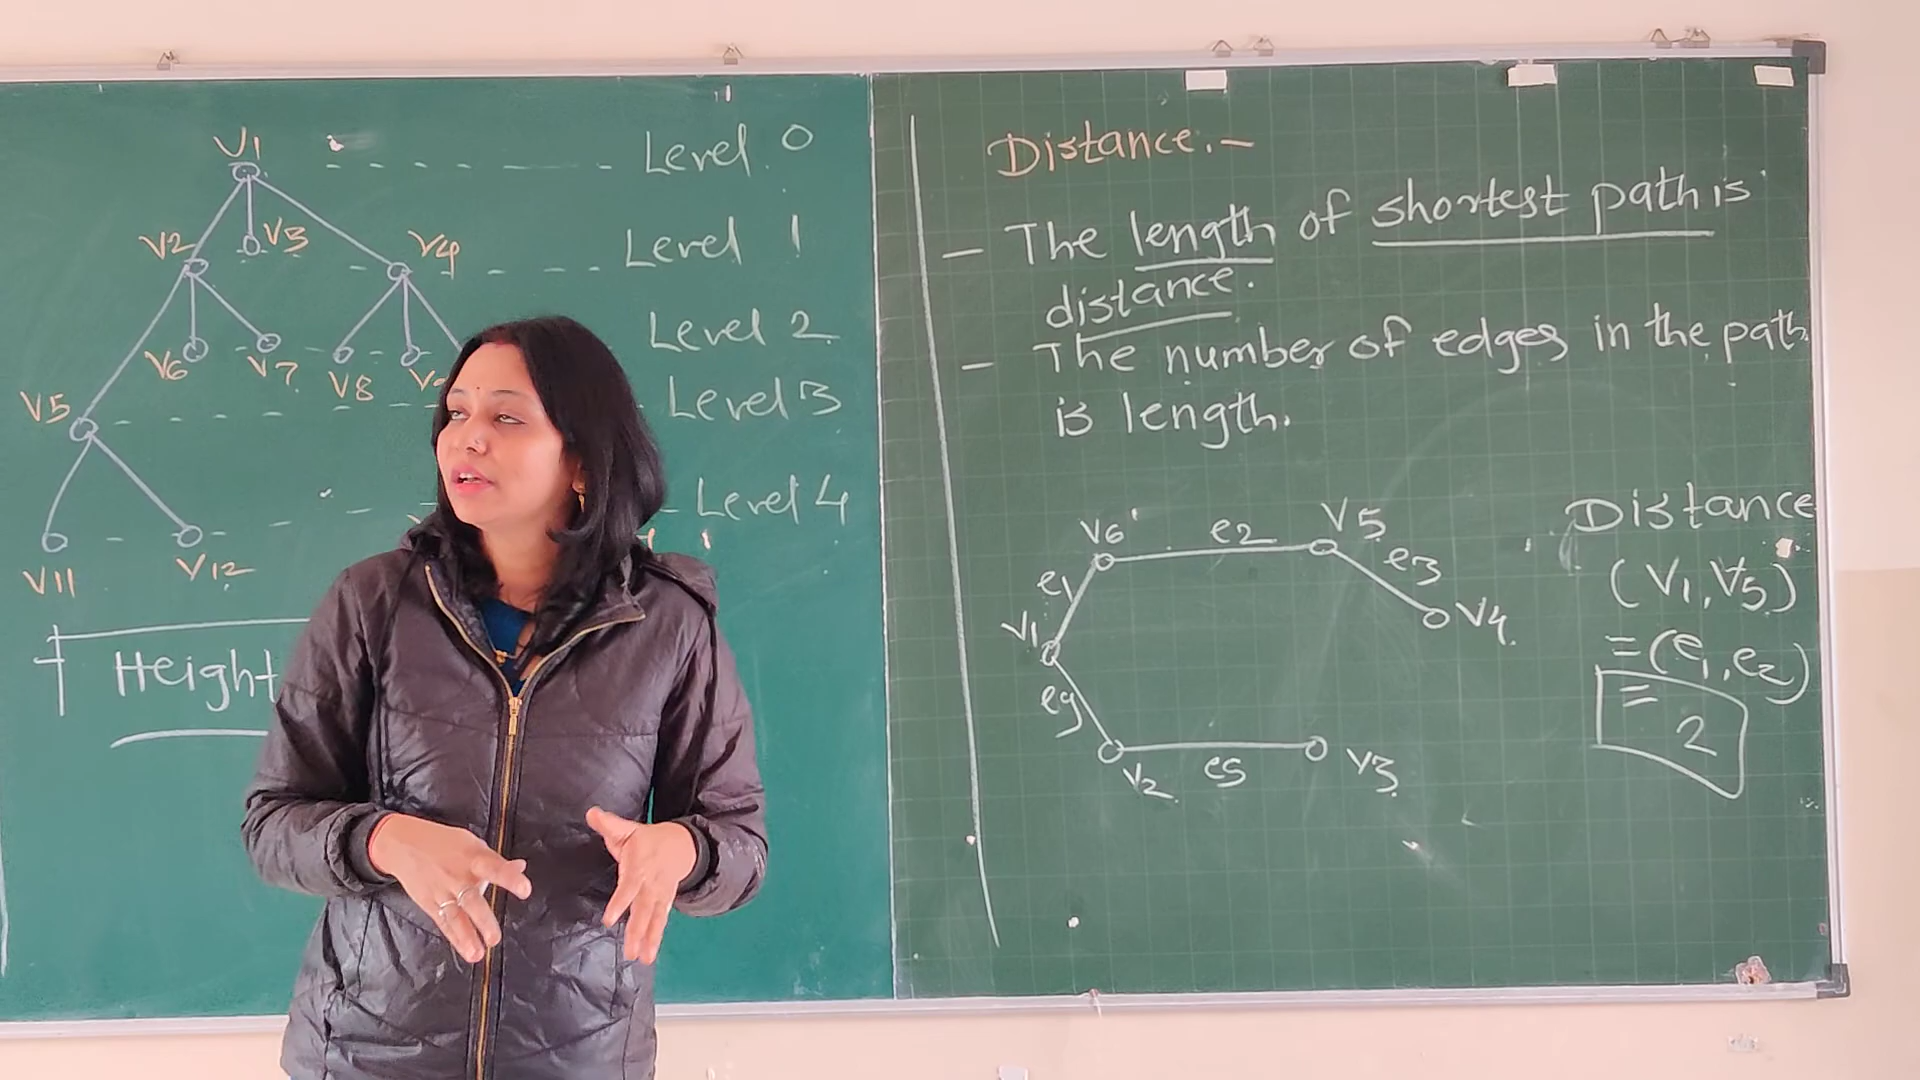 V1
Level 0
V2
V3
V4
Level 1
V6
V7
V8
Level 2
V5
Level 3
Level 4
V11
V12
Height
Distance.-
- The length of shortest path is
distance.
- The number of edges in the path
is length.
V6
e2
V5
e1
e3
V1
V4
e9
V2
e5
V3
Distance
(V1, V5)
=(e1, e2)
= 2